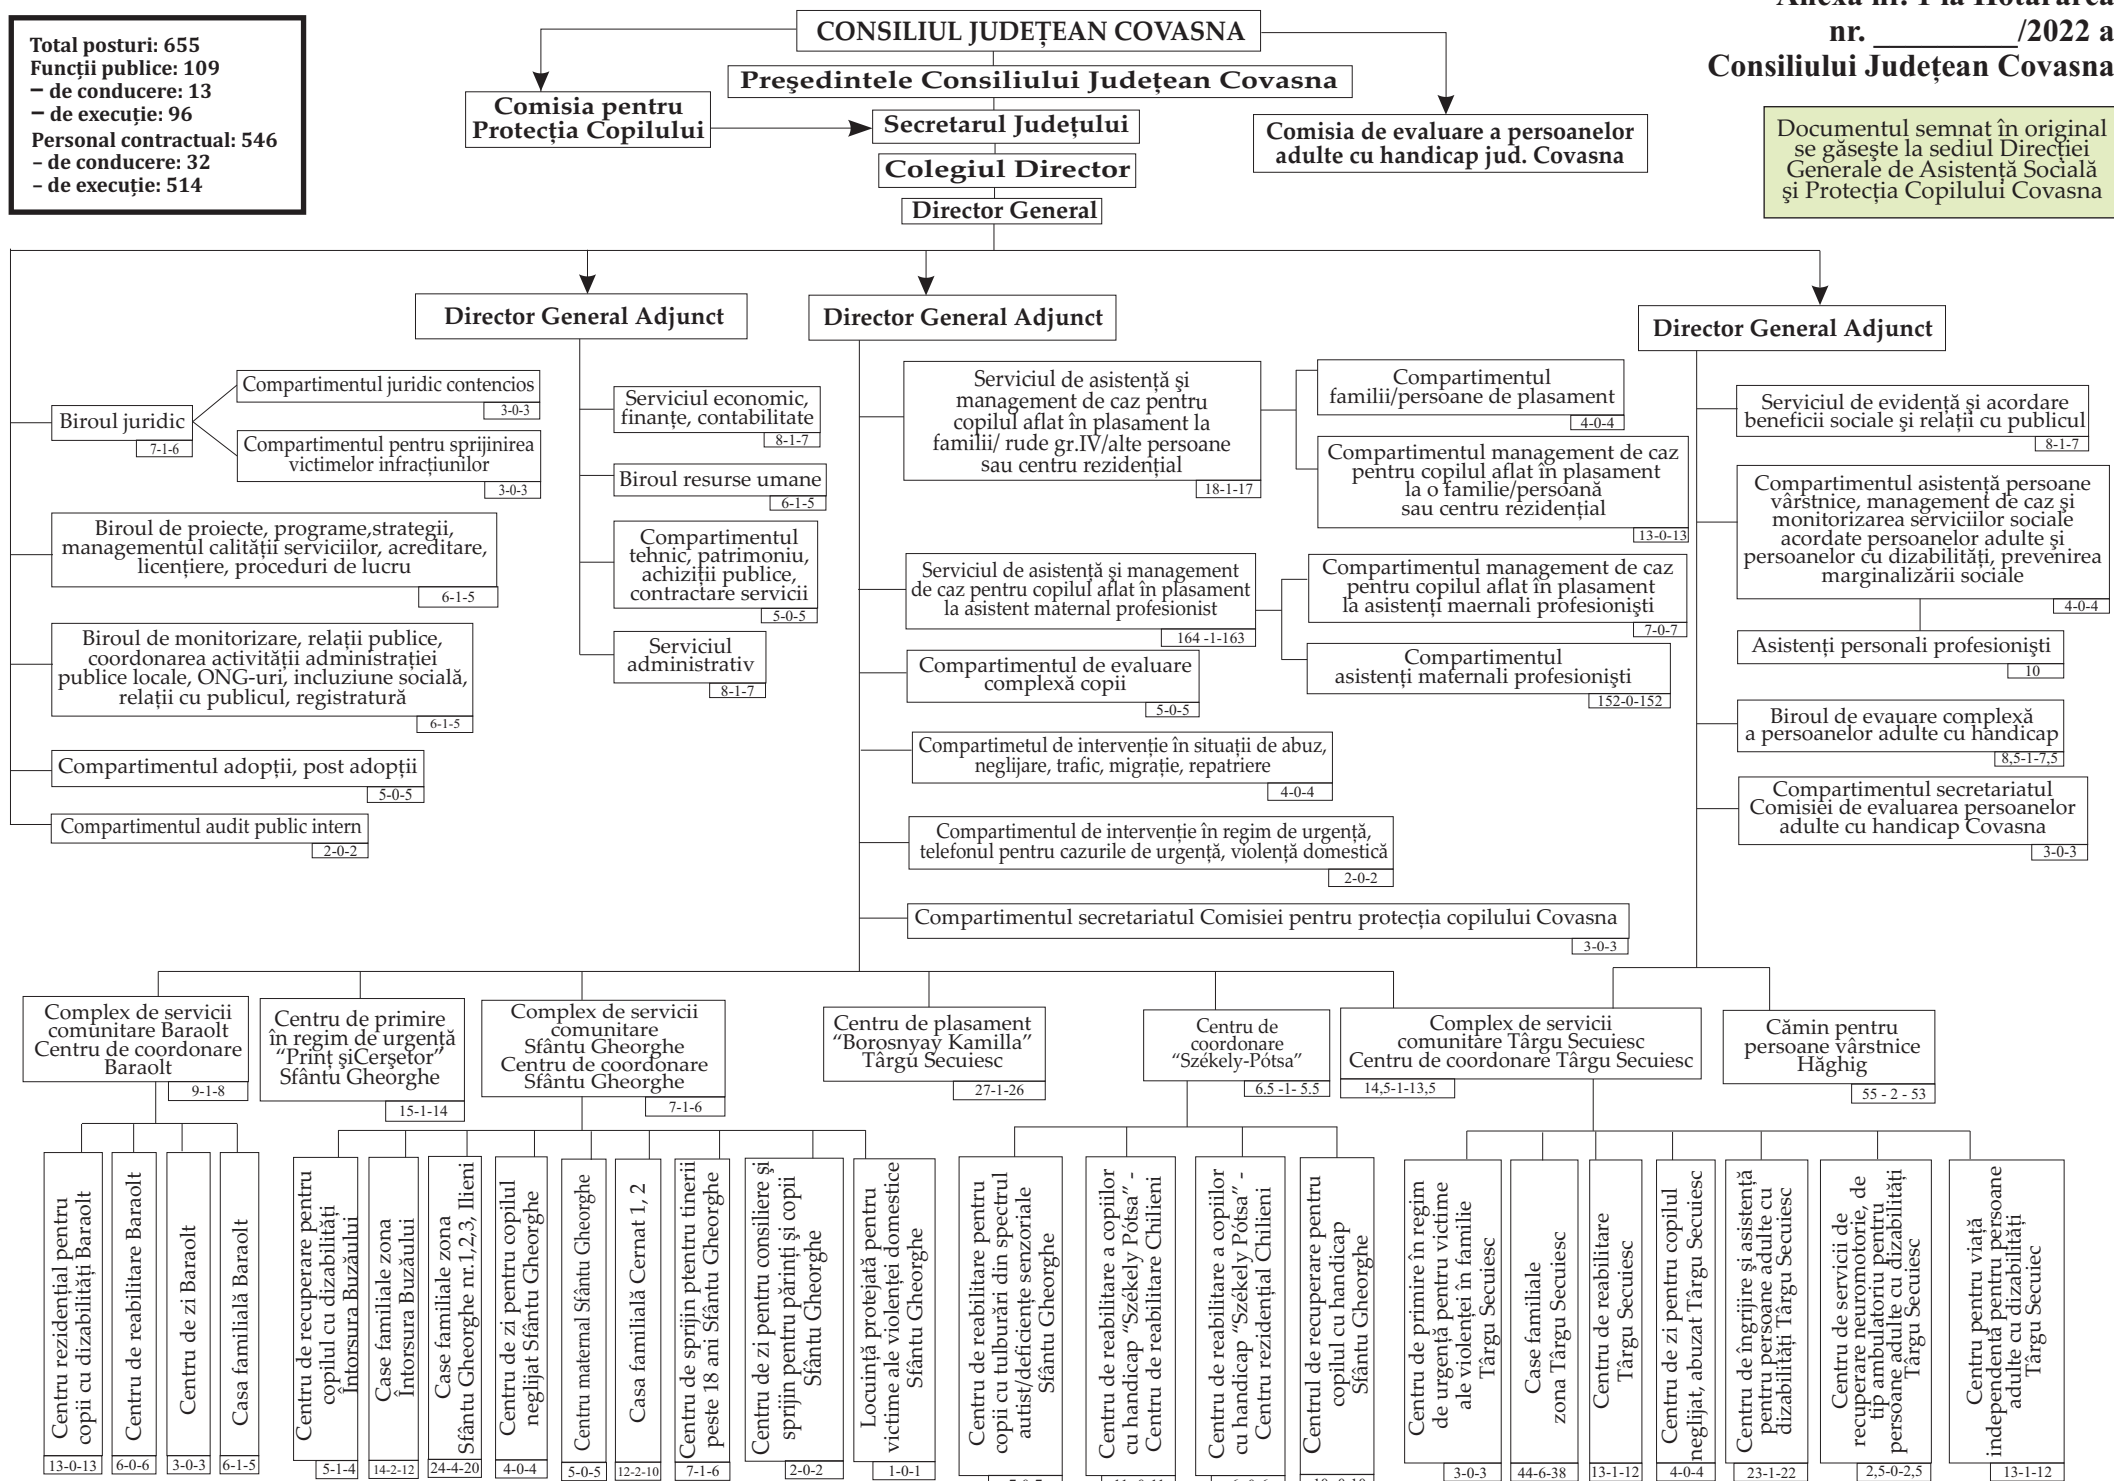 Total posturi: 655
Funcții publice: 109
– de conducere: 13
– de execuție: 96
Personal contractual: 546
– de conducere: 32
– de execuție: 514
CONSILIUL JUDEȚEAN COVASNA
Preşedintele Consiliului Județean Covasna
Comisia pentru
Protecția Copilului
Secretarul Județului
Colegiul Director
Director General
Comisia de evaluare a persoanelor
adulte cu handicap jud. Covasna
nr. _________/2022 a
Consiliului Județean Covasna
Documentul semnat în original
se găseşte la sediul Direcției
Generale de Asistență Socială
şi Protecția Copilului Covasna
Director General Adjunct
Director General Adjunct
Director General Adjunct
Biroul juridic
7-1-6
Compartimentul juridic contencios
3-0-3
Compartimentul pentru sprijinirea
victimelor infracțiunilor
3-0-3
Biroul de proiecte, programe,strategii,
managementul calității serviciilor, acreditare,
licențiere, proceduri de lucru
6-1-5
Biroul de monitorizare, relații publice,
coordonarea activității administrației
publice locale, ONG-uri, incluziune socială,
relații cu publicul, registratură
6-1-5
Compartimentul adopții, post adopții
5-0-5
Compartimentul audit public intern
2-0-2
Serviciul economic,
finanțe, contabilitate
8-1-7
Biroul resurse umane
6-1-5
Compartimentul
tehnic, patrimoniu,
achiziții publice,
contractare servicii
5-0-5
Serviciul
administrativ
8-1-7
Serviciul de asistență şi
management de caz pentru
copilul aflat în plasament la
familii/ rude gr.IV/alte persoane
sau centru rezidențial
18-1-17
Compartimentul
familii/persoane de plasament
4-0-4
Compartimentul management de caz
pentru copilul aflat în plasament
la o familie/persoană
sau centru rezidențial
13-0-13
Serviciul de asistență şi management
de caz pentru copilul aflat în plasament
la asistent maternal profesionist
164 -1-163
Compartimentul management de caz
pentru copilul aflat în plasament
la asistenți maernali profesionişti
7-0-7
Compartimentul
asistenți maternali profesionişti
152-0-152
Compartimentul de evaluare
complexă copii
5-0-5
Compartimetul de intervenție în situații de abuz,
neglijare, trafic, migrație, repatriere
4-0-4
Compartimentul de intervenție în regim de urgență,
telefonul pentru cazurile de urgență, violență domestică
2-0-2
Compartimentul secretariatul Comisiei pentru protecția copilului Covasna
3-0-3
Serviciul de evidență şi acordare
beneficii sociale şi relații cu publicul
8-1-7
Compartimentul asistență persoane
vârstnice, management de caz şi
monitorizarea serviciilor sociale
acordate persoanelor adulte şi
persoanelor cu dizabilități, prevenirea
marginalizării sociale
4-0-4
Asistenți personali profesionişti
10
Biroul de evauare complexă
a persoanelor adulte cu handicap
8,5-1-7,5
Compartimentul secretariatul
Comisiei de evaluarea persoanelor
adulte cu handicap Covasna
3-0-3
Complex de servicii
comunitare Baraolt
Centru de coordonare
Baraolt
9-1-8
Centru de primire
în regim de urgență
“Prinț şiCerşetor”
Sfântu Gheorghe
15-1-14
Complex de servicii
comunitare
Sfântu Gheorghe
Centru de coordonare
Sfântu Gheorghe
7-1-6
Centru de plasament
“Borosnyay Kamilla”
Târgu Secuiesc
27-1-26
Centru de
coordonare
“Székely-Pótsa”
6.5 -1- 5.5
Complex de servicii
comunitare Târgu Secuiesc
Centru de coordonare Târgu Secuiesc
14,5-1-13,5
Cămin pentru
persoane vârstnice
Hăghig
55 - 2 - 53
Centru rezidențial pentru
copii cu dizabilități Baraolt
13-0-13
Centru de reabilitare Baraolt
6-0-6
Centru de zi Baraolt
3-0-3
Casa familială Baraolt
6-1-5
Centru de recuperare pentru
copilul cu dizabilități
Întorsura Buzăului
5-1-4
Case familiale zona
Întorsura Buzăului
14-2-12
Case familiale zona
Sfântu Gheorghe nr.1,2,3, Ilieni
24-4-20
Centru de zi pentru copilul
neglijat Sfântu Gheorghe
4-0-4
Centru maternal Sfântu Gheorghe
5-0-5
Casa familială Cernat 1, 2
12-2-10
Centru de sprijin ptentru tinerii
peste 18 ani Sfântu Gheorghe
7-1-6
Centru de zi pentru consiliere şi
sprijin pentru părinți şi copii
Sfântu Gheorghe
2-0-2
Locuință protejată pentru
victime ale violenței domestice
Sfântu Gheorghe
1-0-1
Centru de reabilitare pentru
copii cu tulburări din spectrul
autist/deficiențe senzoriale
Sfântu Gheorghe
Centru de reabilitare a copiilor
cu handicap “Székely Pótsa” -
Centru de reabilitare Chilieni
Centru de reabilitare a copiilor
cu handicap “Székely Pótsa” -
Centru rezidențial Chilieni
Centrul de recuperare pentru
copilul cu handicap
Sfântu Gheorghe
Centru de primire în regim
de urgență pentru victime
ale violenței în familie
Târgu Secuiesc
3-0-3
Case familiale
zona Târgu Secuiesc
44-6-38
Centru de reabilitare
Târgu Secuiesc
13-1-12
Centru de zi pentru copilul
neglijat, abuzat Târgu Secuiesc
4-0-4
Centru de îngrijire şi asistență
pentru persoane adulte cu
dizabilități Târgu Secuiesc
23-1-22
Centru de servicii de
recuperare neuromotorie, de
tip ambulatoriu pentru
persoane adulte cu dizabilități
Târgu Secuiesc
2,5-0-2,5
Centru pentru viață
independentă pentru persoane
adulte cu dizabilități
Târgu Secuiec
13-1-12